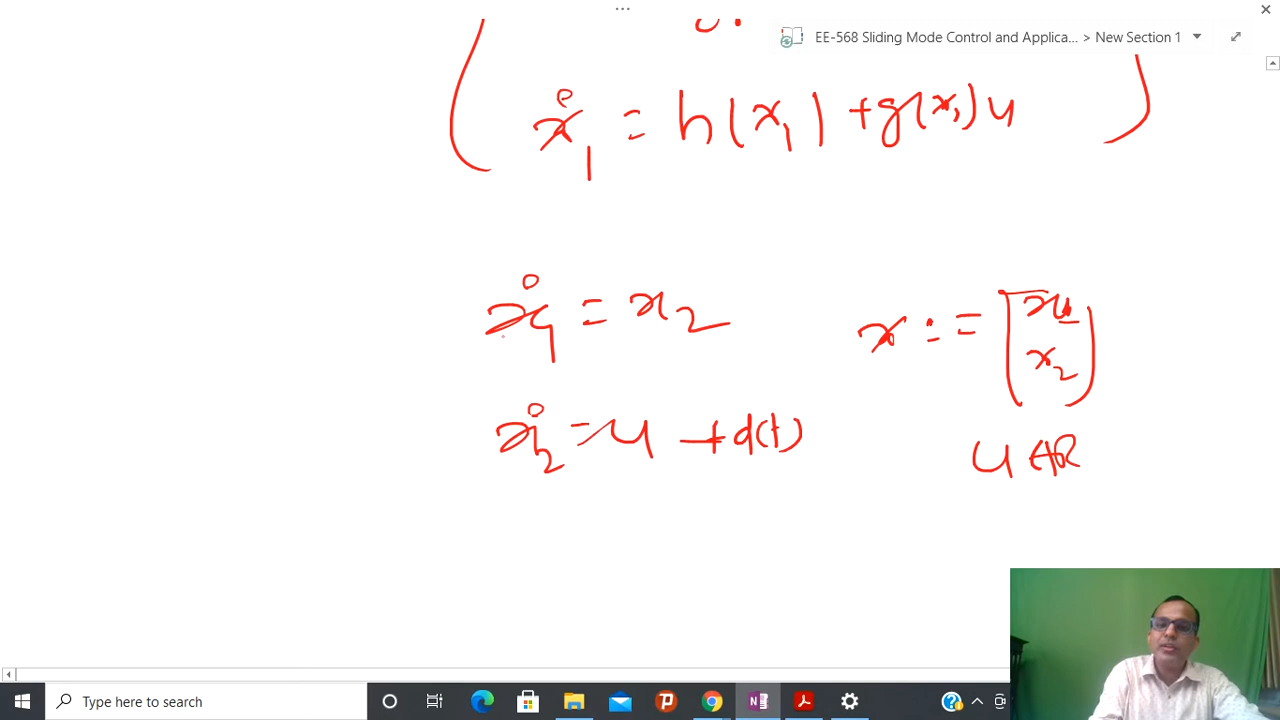 EE-568 Sliding Mode Control and Applica... > New Section 1
ẋ₁ = h(x₁) + g(x₁)u
ẋ₁ = x₂
x := [x₁
x₂]
ẋ₂ = u + d(t)
u ∈ R
Type here to search